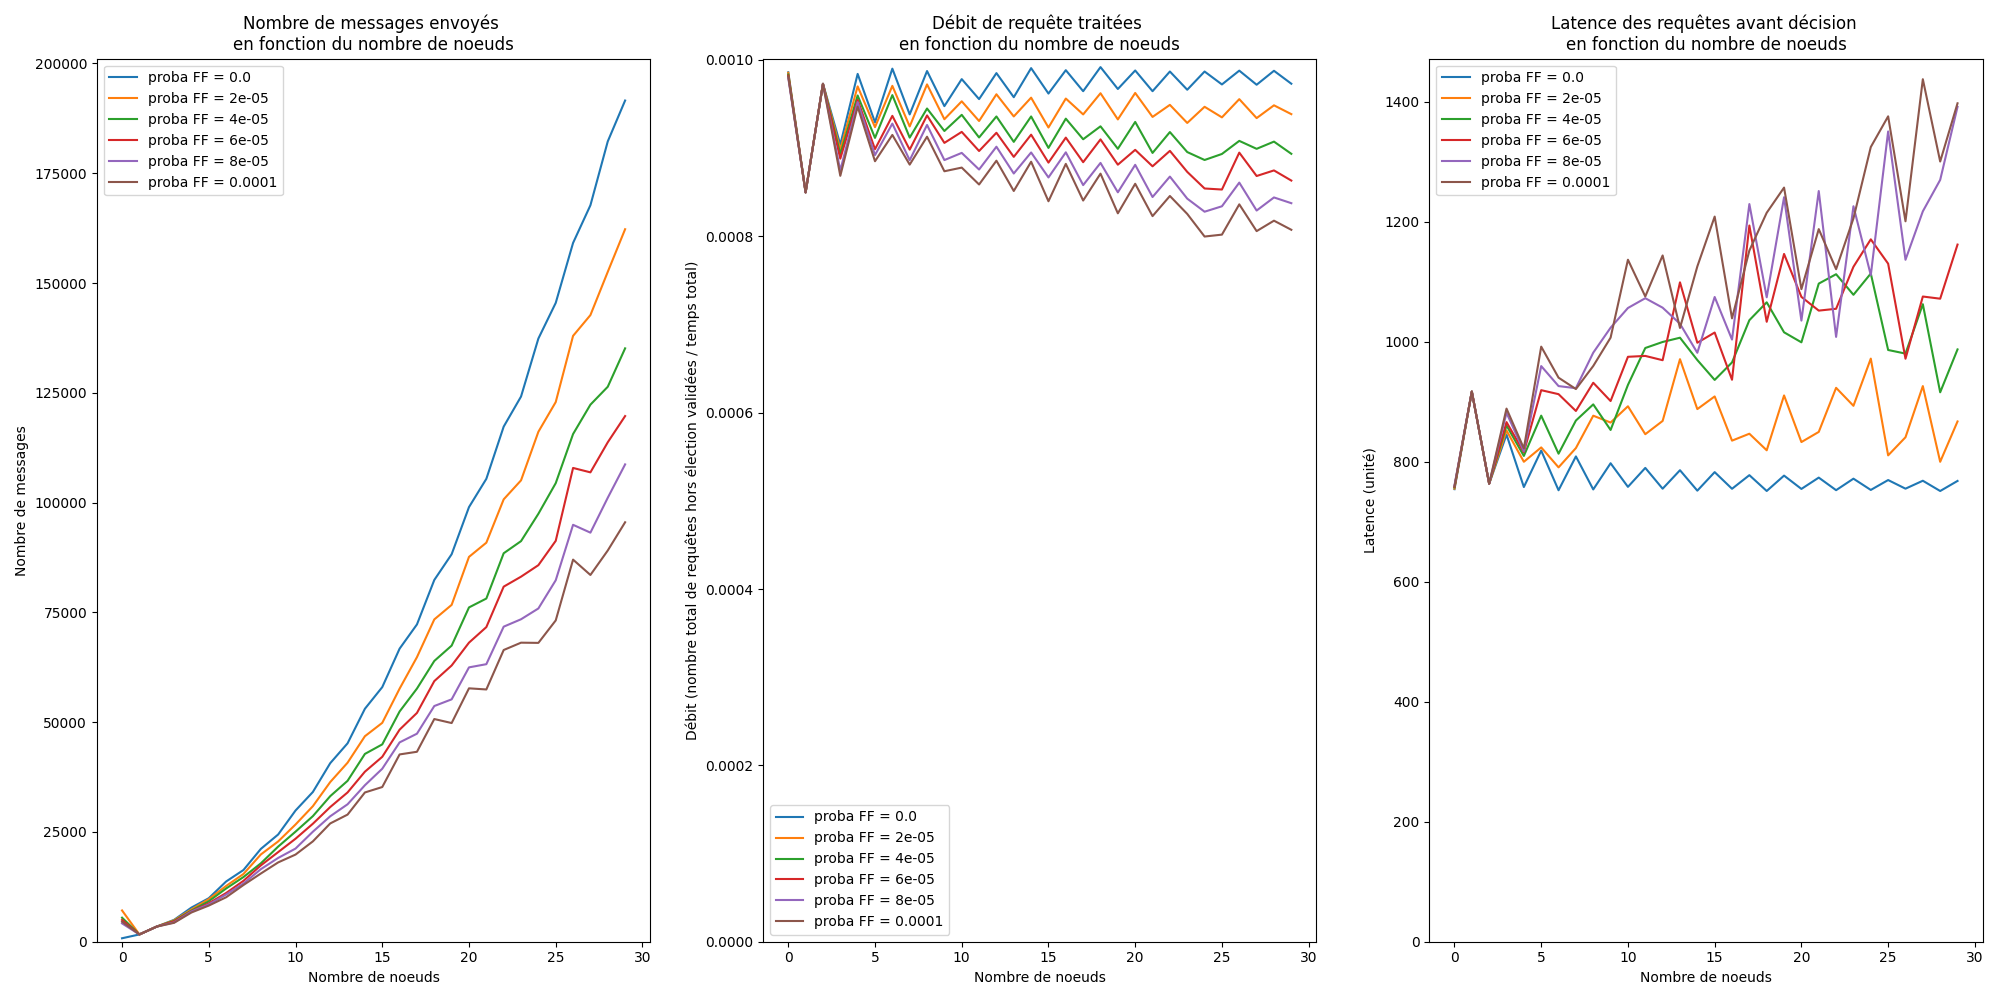 Nombre de messages envoyés
en fonction du nombre de noeuds
200000
175000
150000
125000
100000
75000
50000
25000
0
Nombre de messages
proba FF = 0.0
proba FF = 2e-05
proba FF = 4e-05
proba FF = 6e-05
proba FF = 8e-05
proba FF = 0.0001
0 5 10 15 20 25 30
Nombre de noeuds
Débit de requête traitées
en fonction du nombre de noeuds
0.0010
0.0008
0.0006
0.0004
0.0002
0.0000
Débit (nombre total de requêtes hors élection validées / temps total)
proba FF = 0.0
proba FF = 2e-05
proba FF = 4e-05
proba FF = 6e-05
proba FF = 8e-05
proba FF = 0.0001
0 5 10 15 20 25 30
Nombre de noeuds
Latence des requêtes avant décision
en fonction du nombre de noeuds
1400
1200
1000
800
600
400
200
0
Latence (unité)
proba FF = 0.0
proba FF = 2e-05
proba FF = 4e-05
proba FF = 6e-05
proba FF = 8e-05
proba FF = 0.0001
0 5 10 15 20 25 30
Nombre de noeuds